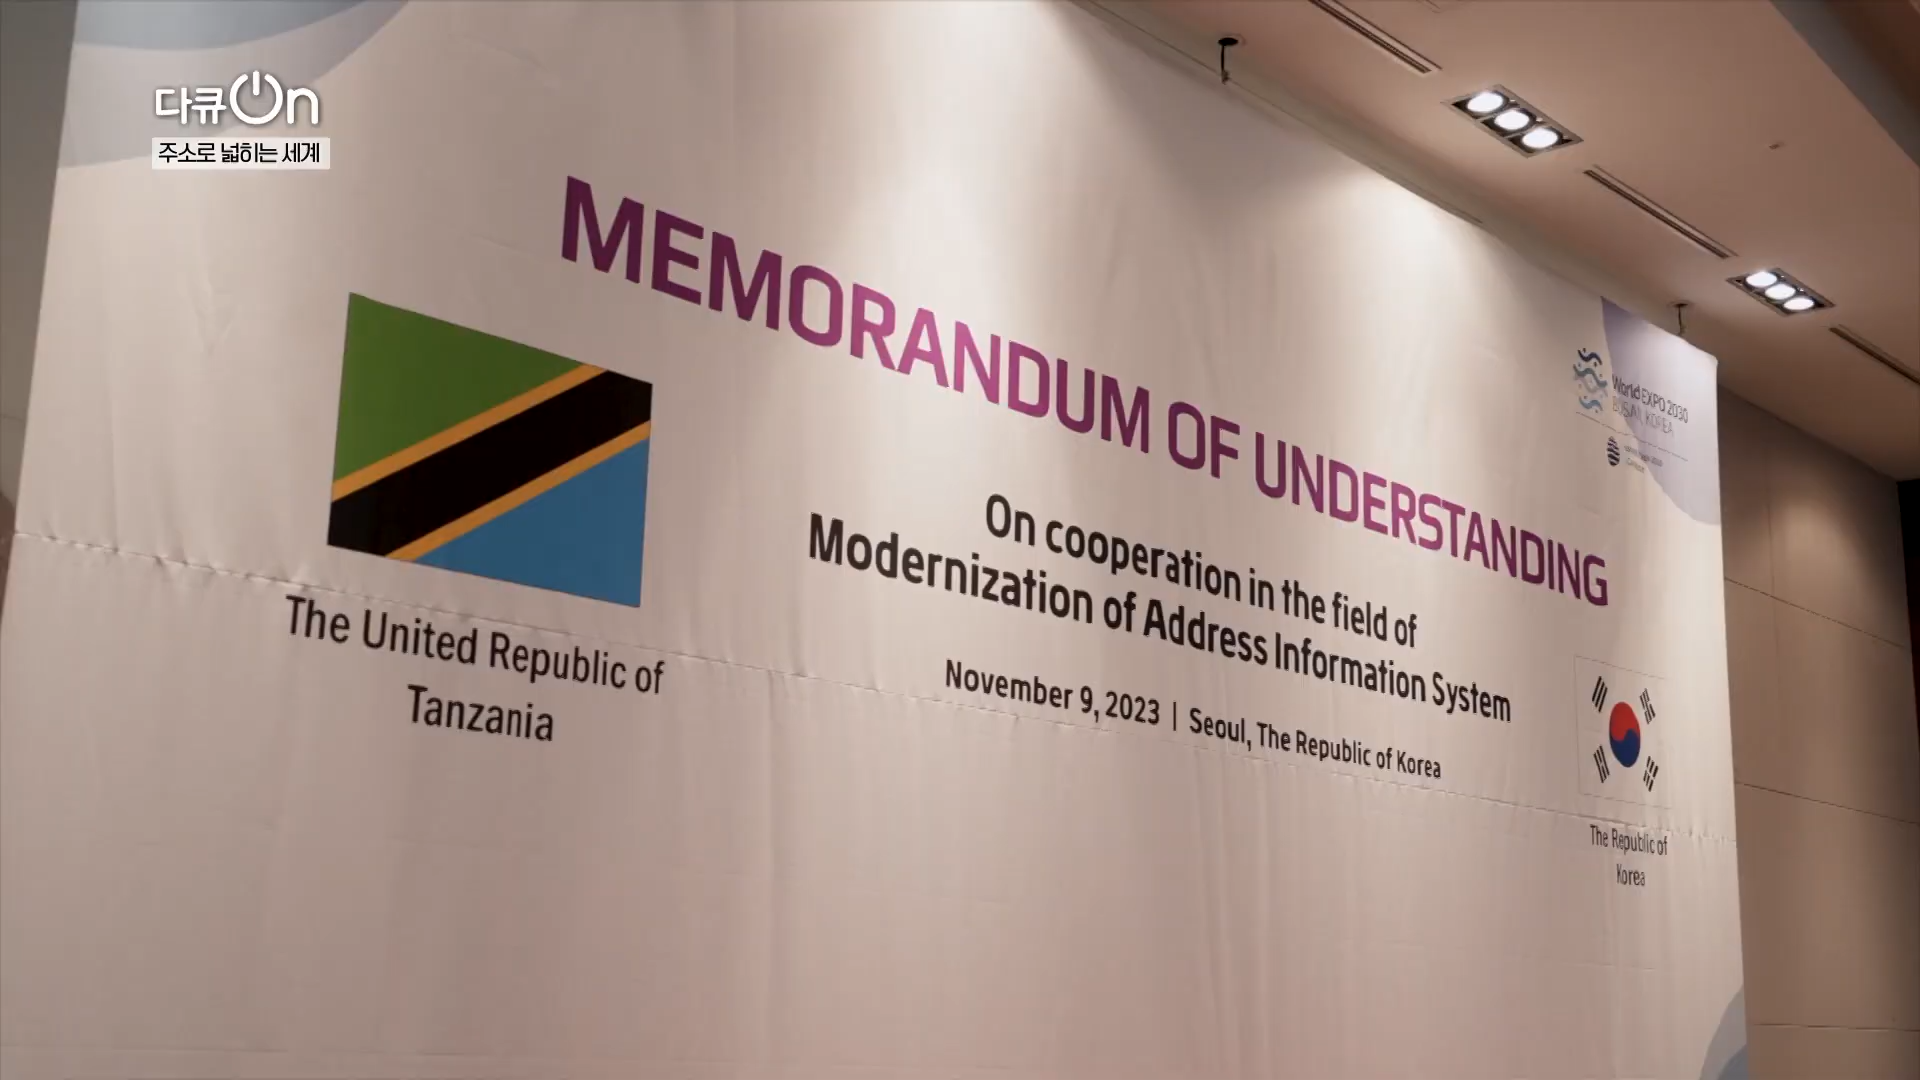 다큐On
주소로 넓히는 세계
MEMORANDUM OF UNDERSTANDING
On cooperation in the field of
Modernization of Address Information System
November 9, 2023 | Seoul, The Republic of Korea
The United Republic of
Tanzania
World EXPO 2030
BUSAN, KOREA
The Republic of
Korea